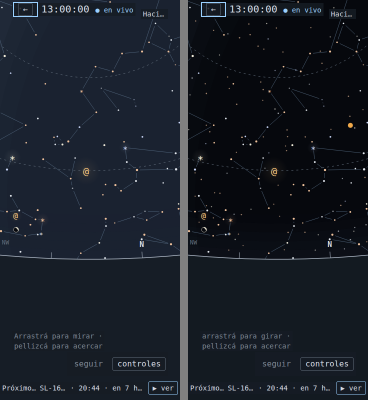 ← 13:00:00 ● en vivo Haci…
@
@
NW
N
Arrastrá para mirar ·
pellizcá para acercar
seguir controles
Próximo… SL-16… · 20:44 · en 7 h… ▶ ver
← 13:00:00 ● en vivo Haci…
@
@
NW
N
arrastrá para girar ·
pellizcá para acercar
seguir controles
Próximo… SL-16… · 20:44 · en 7 h… ▶ ver